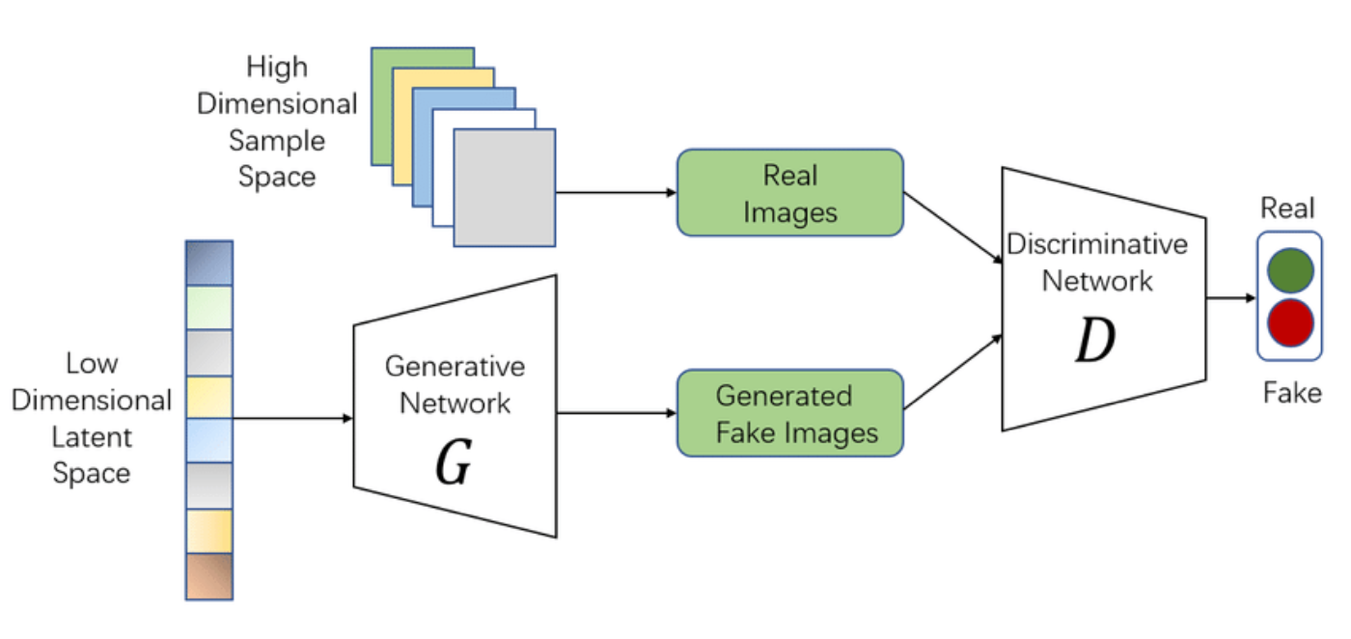 High
Dimensional
Sample
Space
Real
Images
Low
Dimensional
Latent
Space
Generative
Network
G
Generated
Fake Images
Discriminative
Network
D
Real
Fake